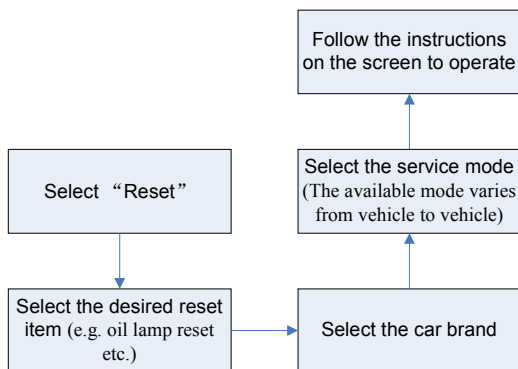 Select “Reset”
Select the desired reset
item (e.g. oil lamp reset
etc.)
Select the car brand
Select the service mode
(The available mode varies
from vehicle to vehicle)
Follow the instructions
on the screen to operate